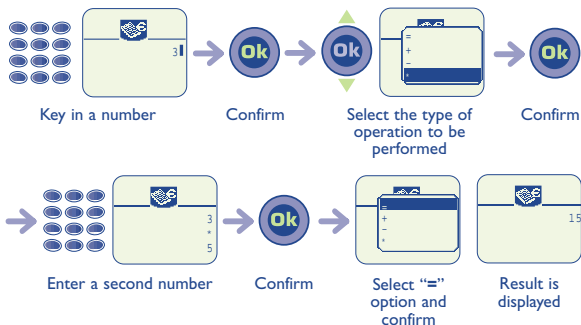 3
Ok
Ok
=
+
-
*
Ok
Key in a number
Confirm
Select the type of
operation to be
performed
Confirm
3
*
5
Ok
=
+
-
*
15
Enter a second number
Confirm
Select “=”
option and
confirm
Result is
displayed